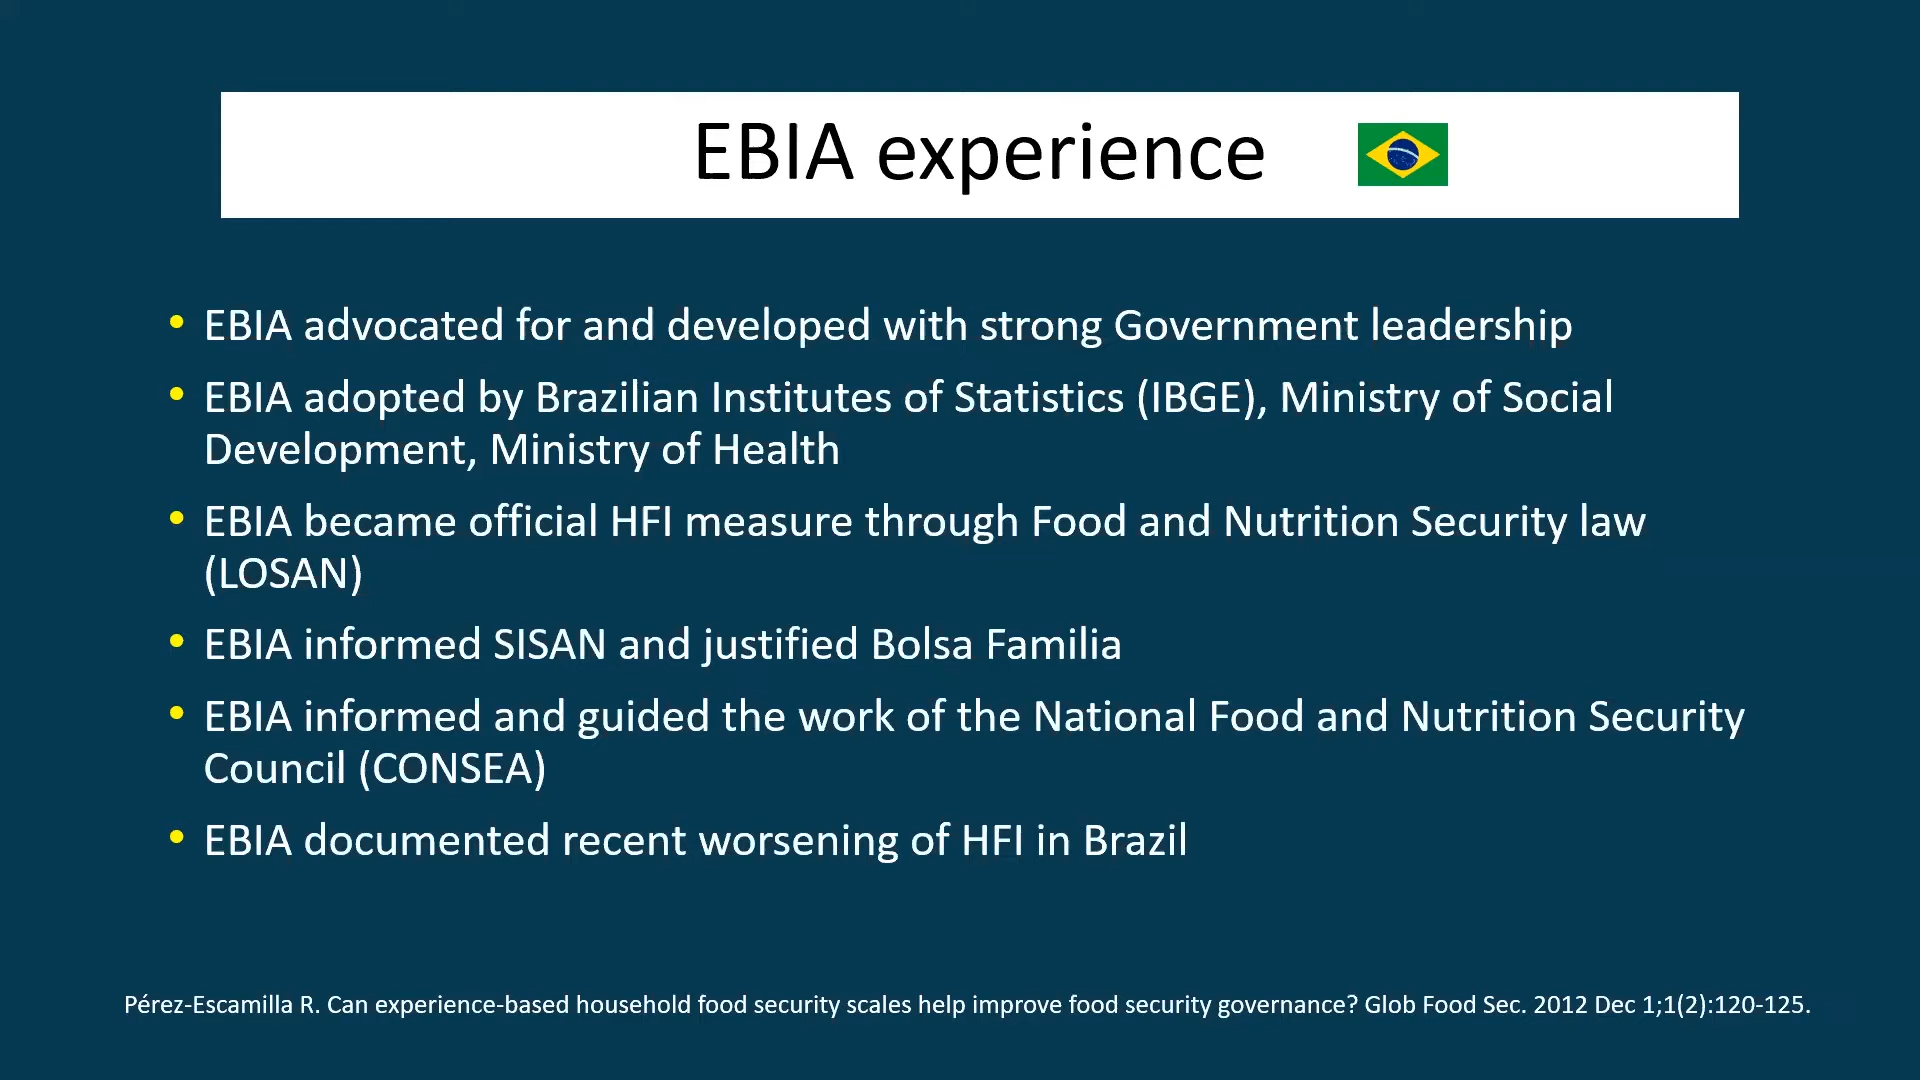 EBIA experience
• EBIA advocated for and developed with strong Government leadership
• EBIA adopted by Brazilian Institutes of Statistics (IBGE), Ministry of Social
Development, Ministry of Health
• EBIA became official HFI measure through Food and Nutrition Security law
(LOSAN)
• EBIA informed SISAN and justified Bolsa Familia
• EBIA informed and guided the work of the National Food and Nutrition Security
Council (CONSEA)
• EBIA documented recent worsening of HFI in Brazil
Pérez-Escamilla R. Can experience-based household food security scales help improve food security governance? Glob Food Sec. 2012 Dec 1;1(2):120-125.